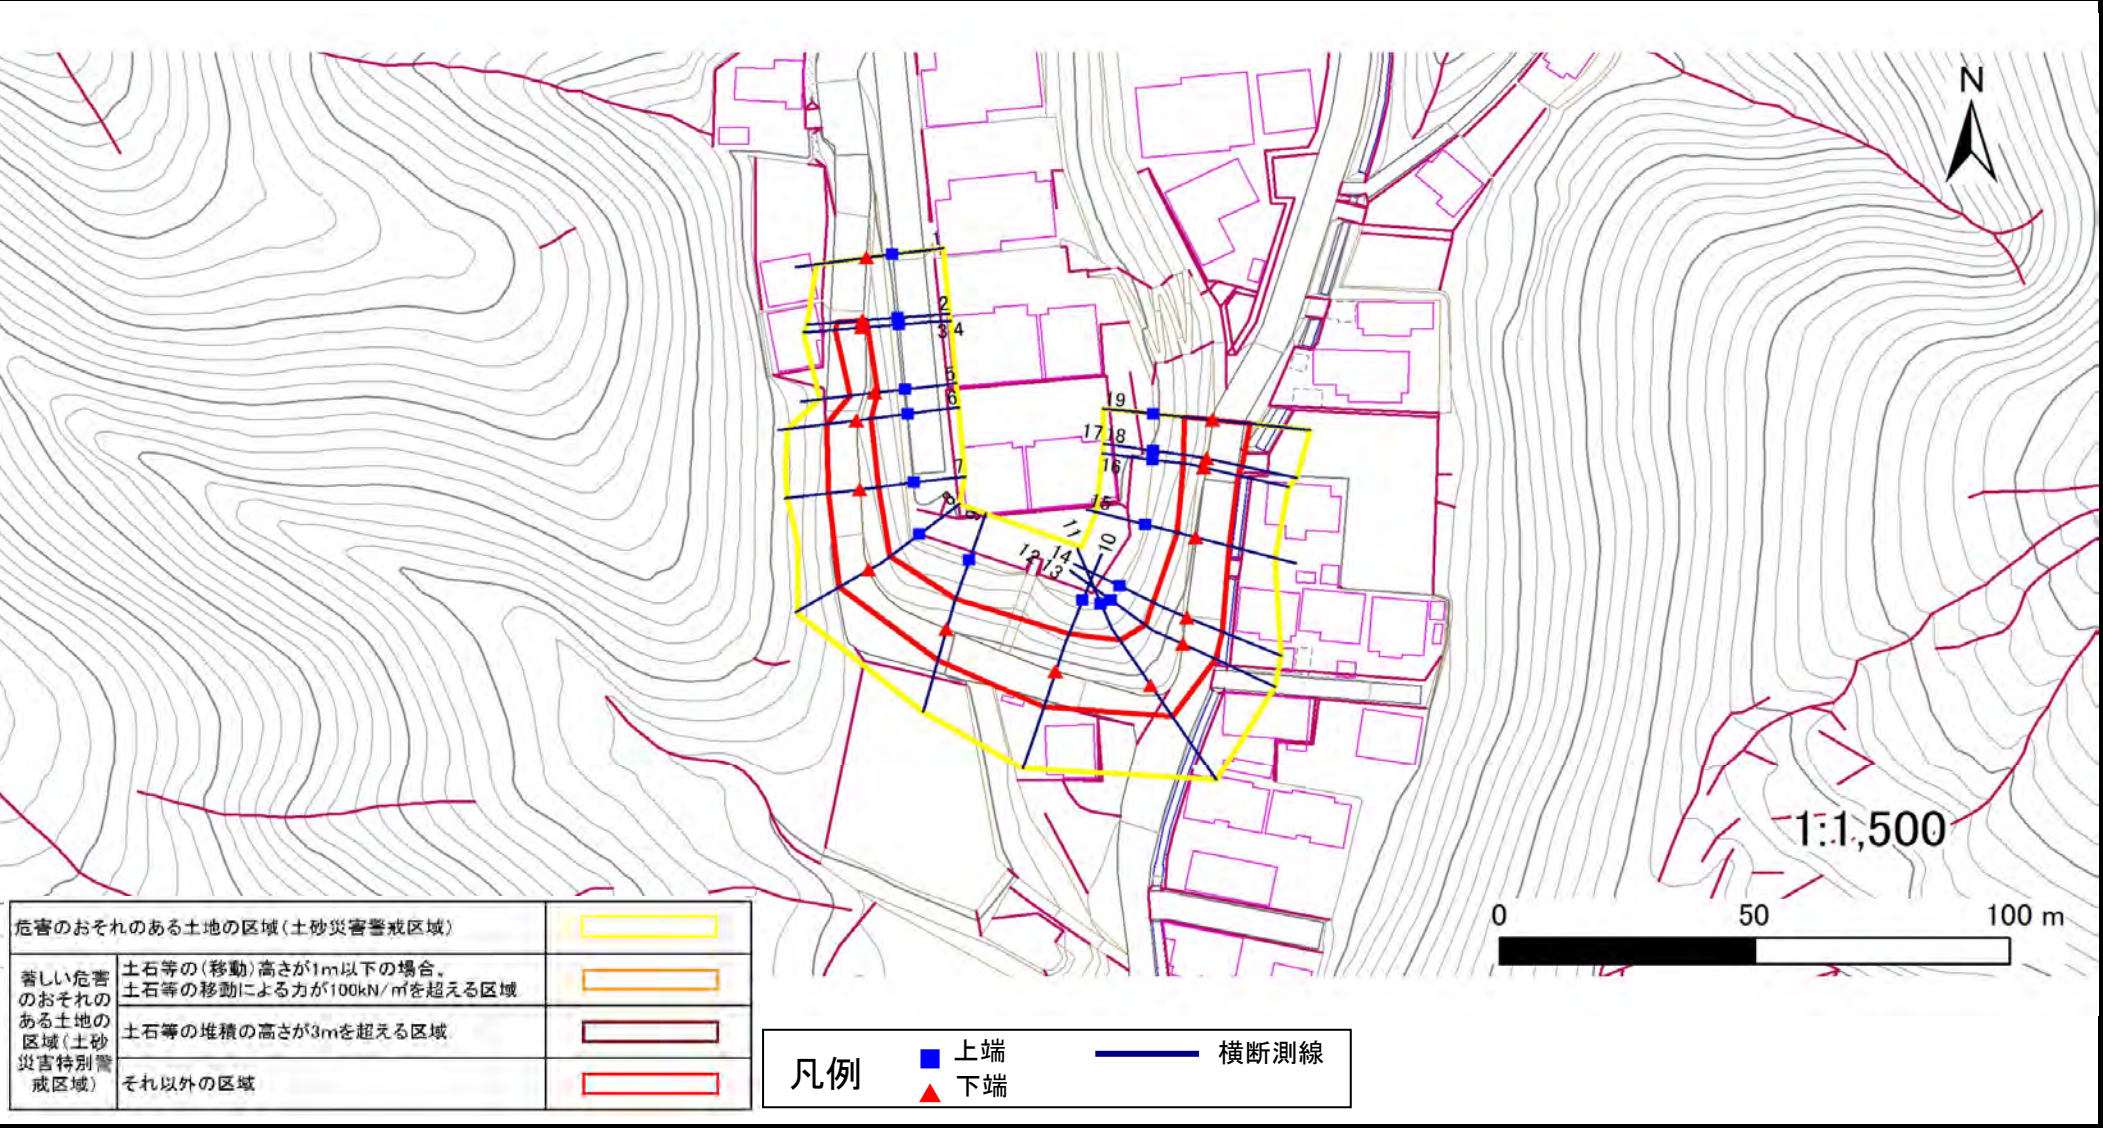 N
1
2
3 4
5
6
7
8
9
19
17 18
16
15
11
10
14
12
13
1:1,500
0 50 100 m
危害のおそれのある土地の区域(土砂災害警戒区域)
著しい危害
のおそれの
ある土地の
区域(土砂
災害特別警
戒区域)
土石等の(移動)高さが1m以下の場合、
土石等の移動による力が100kN/㎡を超える区域
土石等の堆積の高さが3mを超える区域
それ以外の区域
凡例
上端
下端
横断測線